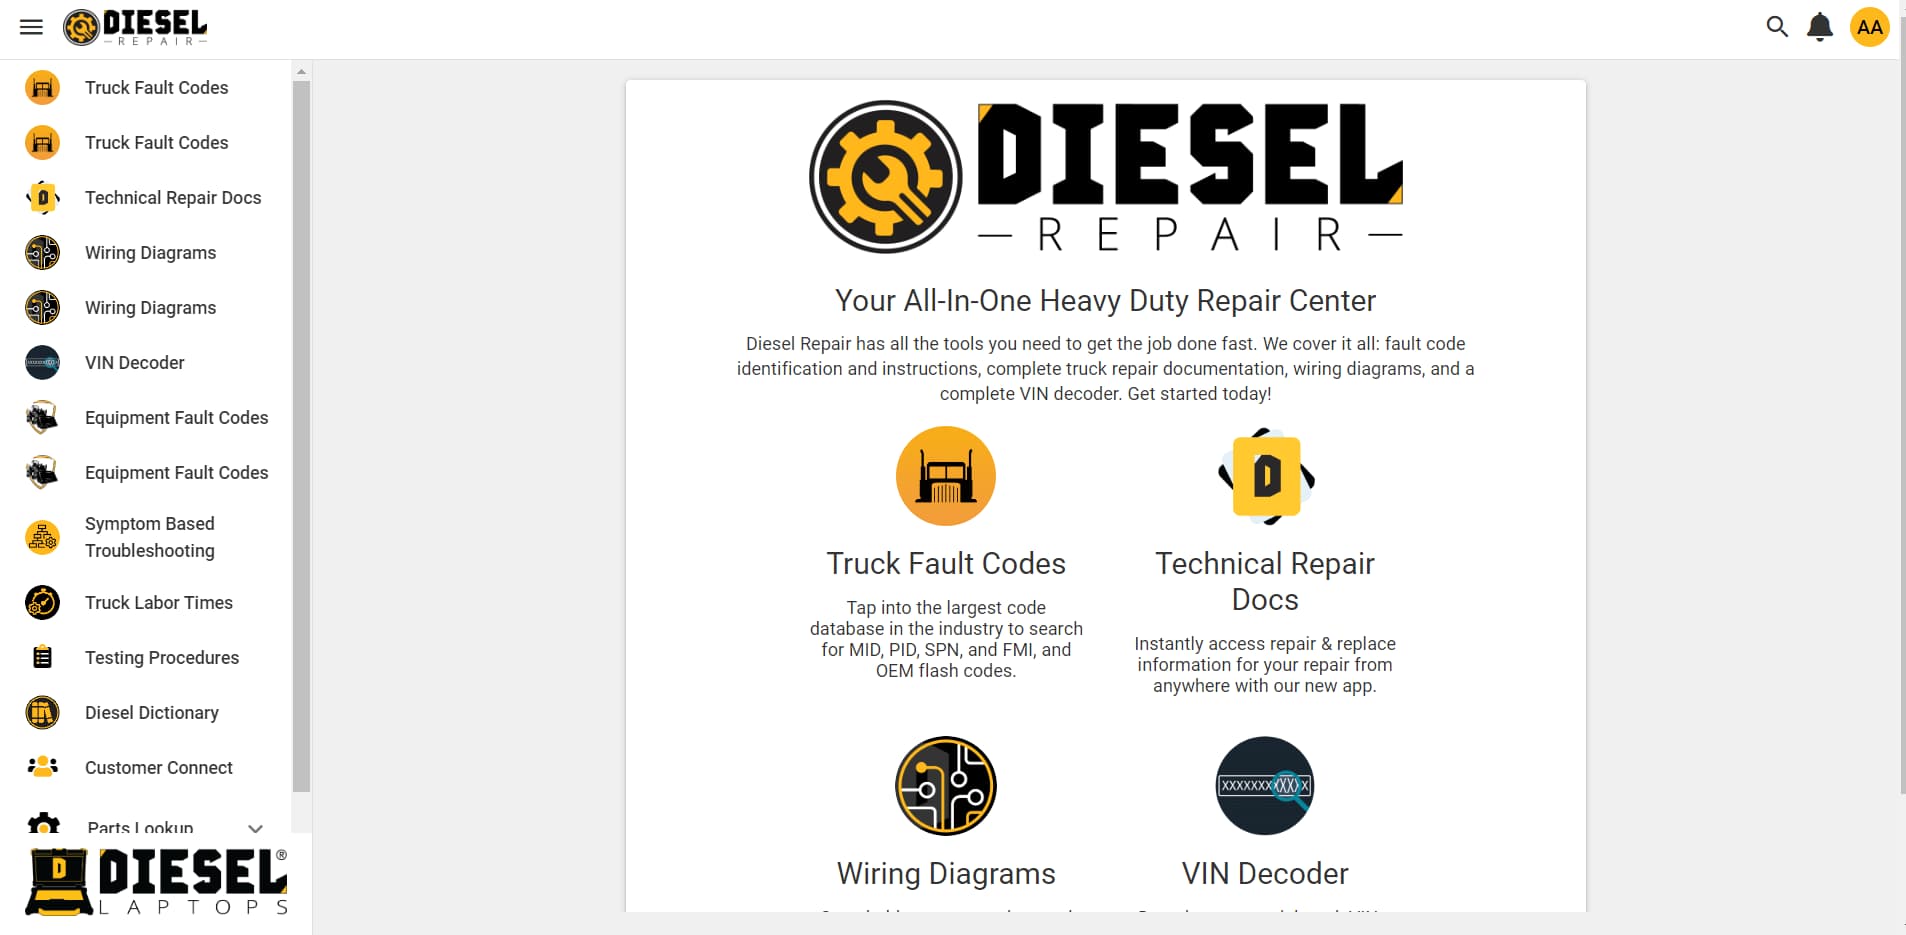 DIESEL
REPAIR
AA
Truck Fault Codes
Truck Fault Codes
Technical Repair Docs
Wiring Diagrams
Wiring Diagrams
VIN Decoder
Equipment Fault Codes
Equipment Fault Codes
Symptom Based
Troubleshooting
Truck Labor Times
Testing Procedures
Diesel Dictionary
Customer Connect
Parts Lookup
D
DIESEL®
LAPTOPS
DIESEL
REPAIR
Your All-In-One Heavy Duty Repair Center
Diesel Repair has all the tools you need to get the job done fast. We cover it all: fault code
identification and instructions, complete truck repair documentation, wiring diagrams, and a
complete VIN decoder. Get started today!
Truck Fault Codes
Tap into the largest code
database in the industry to search
for MID, PID, SPN, and FMI, and
OEM flash codes.
D
Technical Repair
Docs
Instantly access repair & replace
information for your repair from
anywhere with our new app.
Wiring Diagrams
XXXXXXXXXXX
VIN Decoder